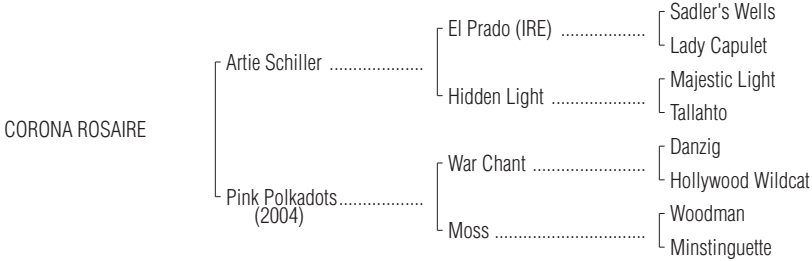 Sadler's Wells
El Prado (IRE) ...................
Lady Capulet
Artie Schiller ....................
Majestic Light
Hidden Light ....................
Tallahto
CORONA ROSAIRE
Danzig
War Chant ........................
Hollywood Wildcat
Pink Polkadots..................
(2004)
Woodman
Moss ................................
Minstinguette